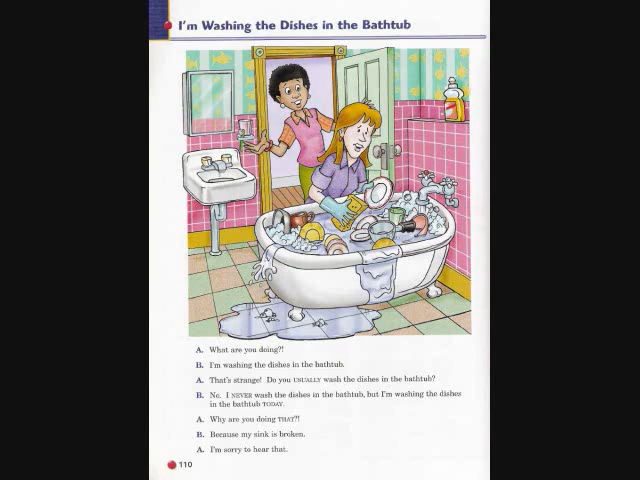 I'm Washing the Dishes in the Bathtub
A. What are you doing?!
B. I'm washing the dishes in the bathtub.
A. That's strange! Do you USUALLY wash the dishes in the bathtub?
B. No. I NEVER wash the dishes in the bathtub, but I'm washing the dishes
in the bathtub TODAY.
A. Why are you doing THAT?!
B. Because my sink is broken.
A. I'm sorry to hear that.
110